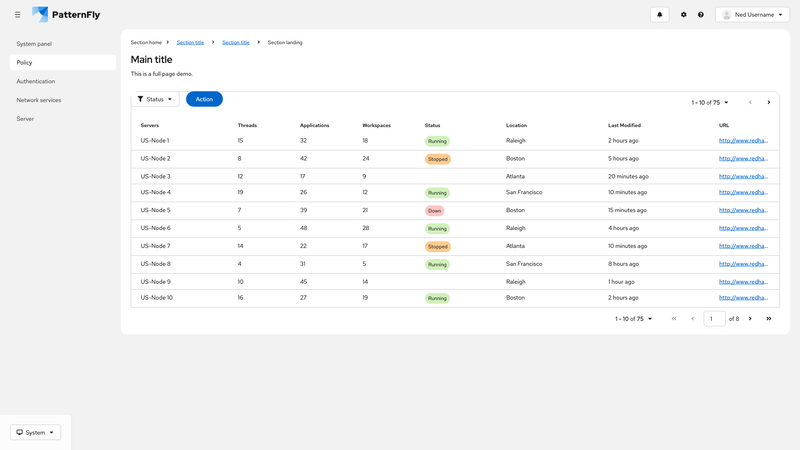 PatternFly
Ned Username
System panel
Policy
Authentication
Network services
Server
System
Section home Section title Section title Section landing
Main title
This is a full page demo.
Status Action 1 - 10 of 75
Servers Threads Applications Workspaces Status Location Last Modified URL
US-Node 1 15 32 18 Running Raleigh 2 hours ago http://www.redha...
US-Node 2 8 42 24 Stopped Boston 5 hours ago http://www.redha...
US-Node 3 12 17 9 Atlanta 20 minutes ago http://www.redha...
US-Node 4 19 26 12 Running San Francisco 10 minutes ago http://www.redha...
US-Node 5 7 39 21 Down Boston 15 minutes ago http://www.redha...
US-Node 6 5 48 28 Running Raleigh 4 hours ago http://www.redha...
US-Node 7 14 22 17 Stopped Atlanta 10 minutes ago http://www.redha...
US-Node 8 4 31 5 Running San Francisco 8 hours ago http://www.redha...
US-Node 9 10 45 14 Raleigh 1 hour ago http://www.redha...
US-Node 10 16 27 19 Running Boston 2 hours ago http://www.redha...
1 - 10 of 75 1 of 8